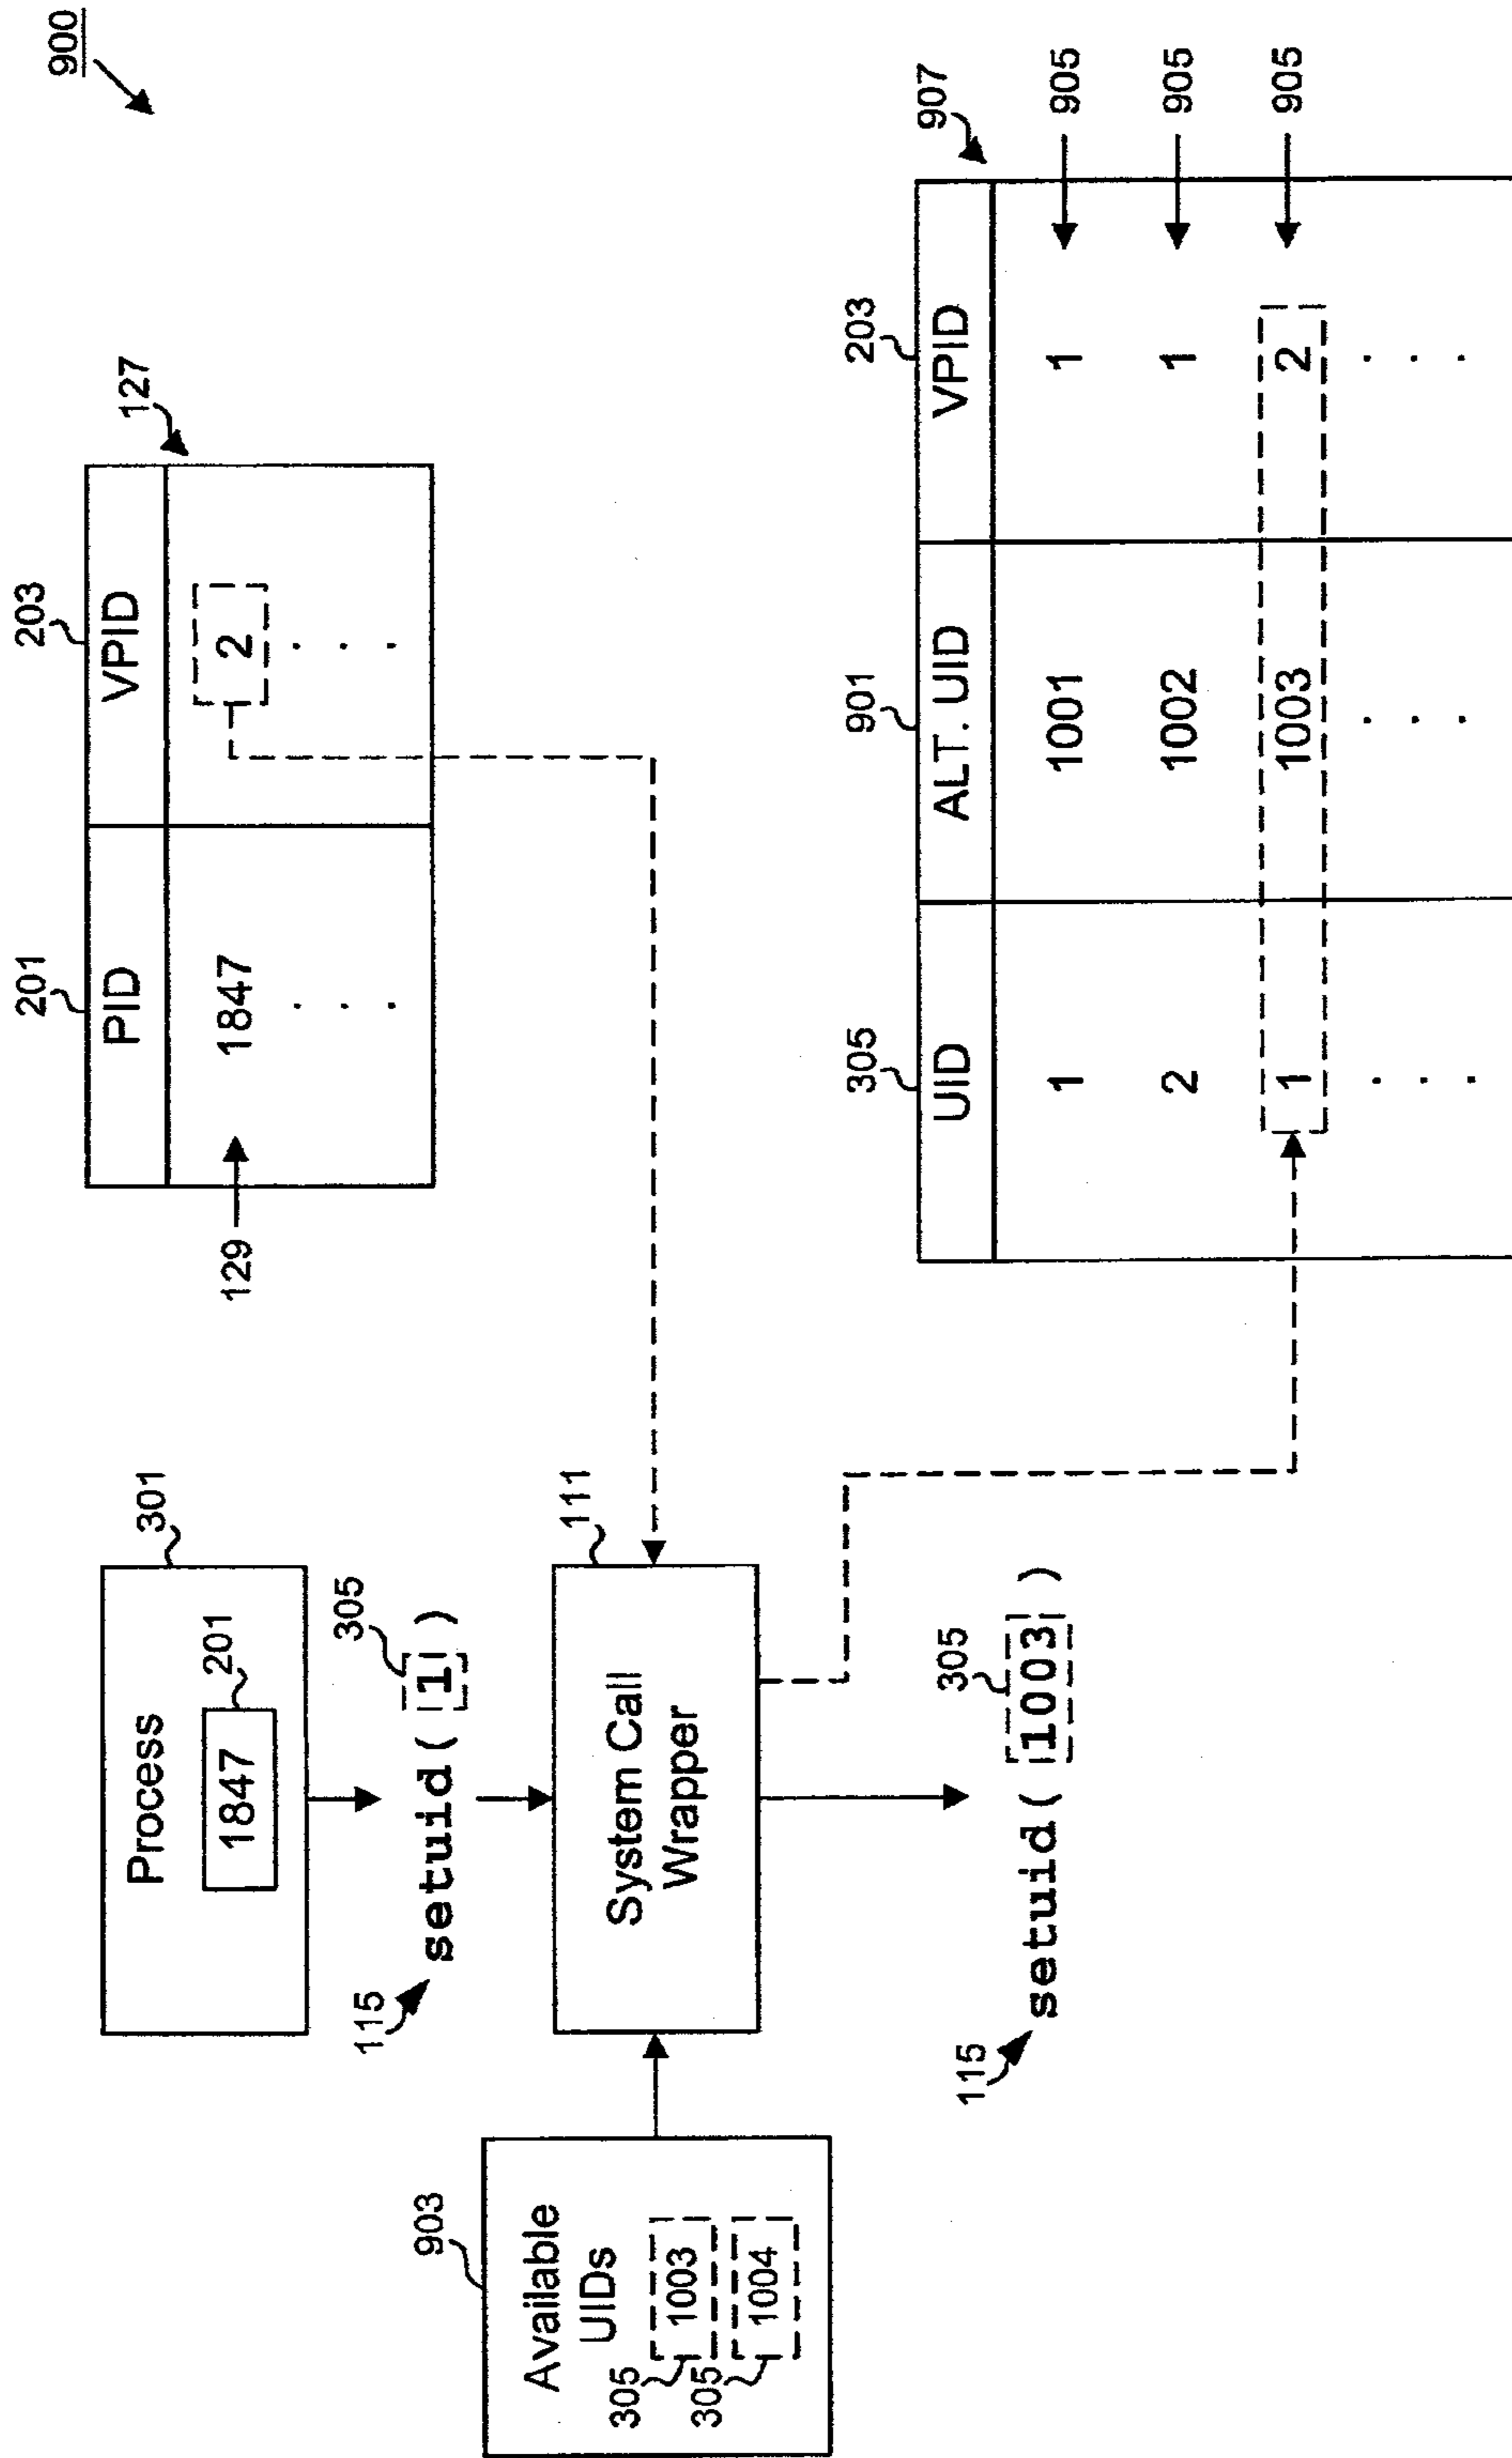 900
Process
301
201
1847
115
setuid( 1 )
305
System Call
Wrapper
111
903
Available
UIDs
305
1003
305
1004
115
setuid( 1003 )
305
127
201
203
PID
VPID
129
1847
2
. . .
. . .
907
305
901
203
UID
ALT. UID
VPID
1
1001
1
905
2
1002
1
905
1
1003
2
905
. . .
. . .
. . .